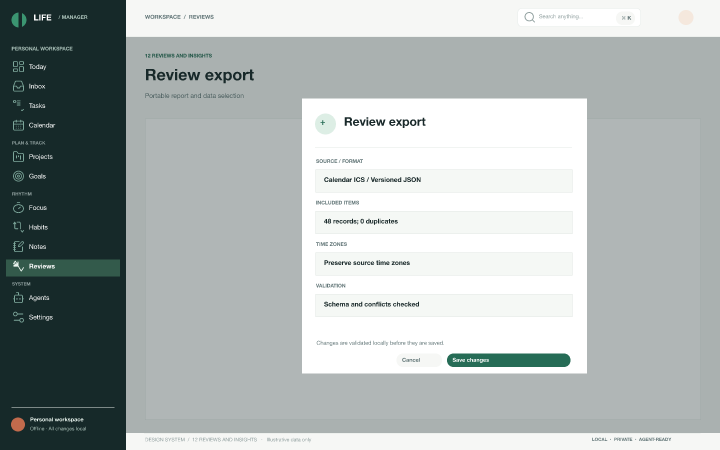 LIFE / MANAGER
WORKSPACE / REVIEWS
Search anything...
⌘ K
PERSONAL WORKSPACE
Today
Inbox
Tasks
Calendar
PLAN & TRACK
Projects
Goals
RHYTHM
Focus
Habits
Notes
Reviews
SYSTEM
Agents
Settings
Personal workspace
Offline · All changes local
12 REVIEWS AND INSIGHTS
Review export
Portable report and data selection
+
Review export
SOURCE / FORMAT
Calendar ICS / Versioned JSON
INCLUDED ITEMS
48 records; 0 duplicates
TIME ZONES
Preserve source time zones
VALIDATION
Schema and conflicts checked
Changes are validated locally before they are saved.
Cancel
Save changes
DESIGN SYSTEM / 12 REVIEWS AND INSIGHTS · Illustrative data only
LOCAL · PRIVATE · AGENT-READY